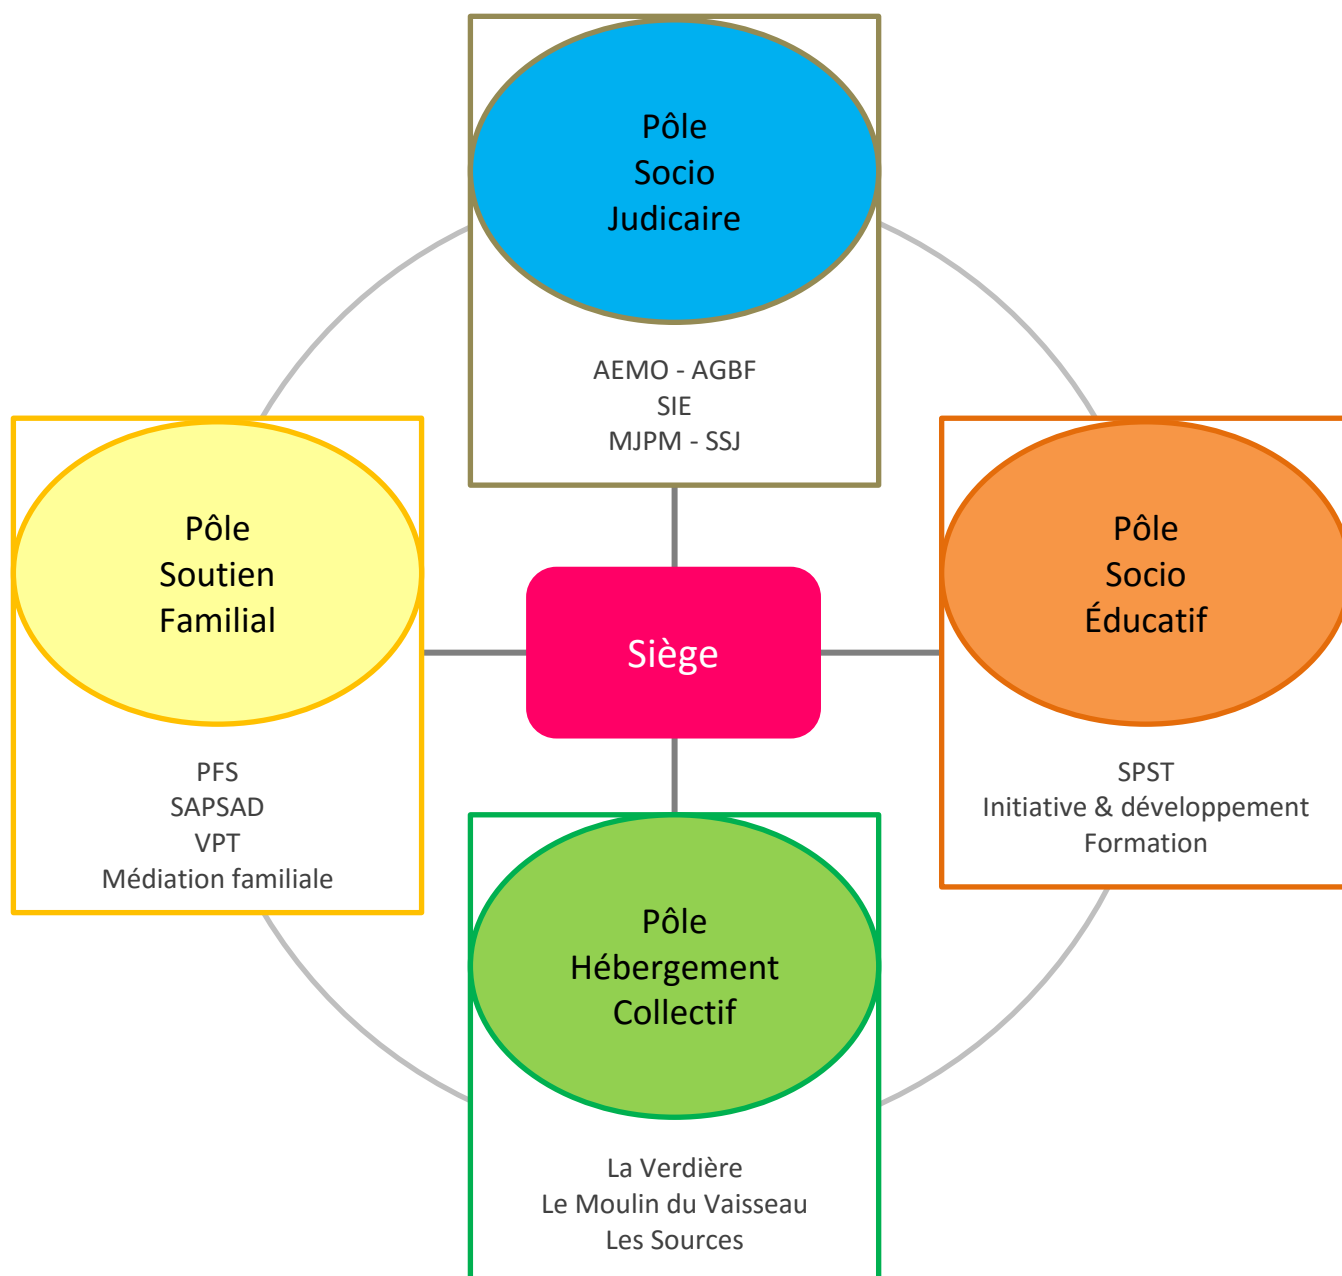 Pôle
Socio
Judicaire
AEMO - AGBF
SIE
MJPM - SSJ
Pôle
Soutien
Familial
PFS
SAPSAD
VPT
Médiation familiale
Siège
Pôle
Socio
Éducatif
SPST
Initiative & développement
Formation
Pôle
Hébergement
Collectif
La Verdière
Le Moulin du Vaisseau
Les Sources